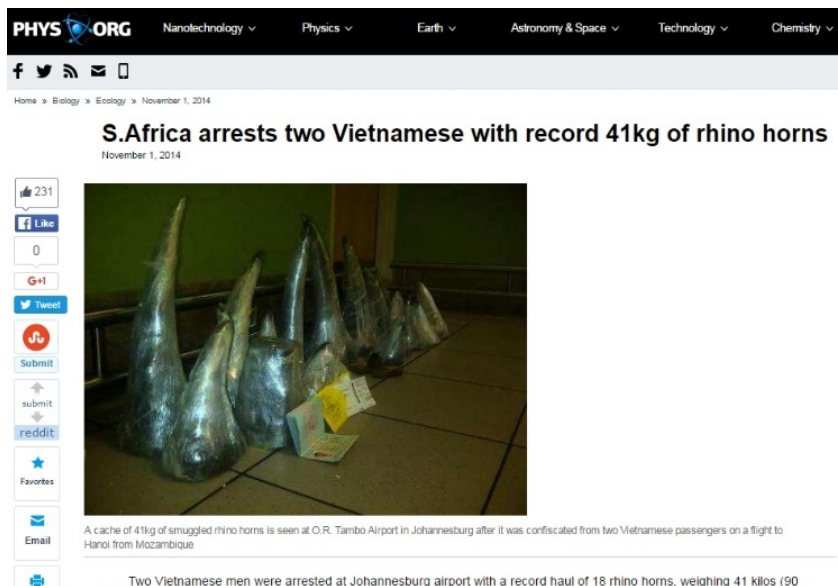 PHYS ORG
Nanotechnology Physics Earth Astronomy & Space Technology Chemistry
Home » Biology » Ecology » November 1, 2014
S.Africa arrests two Vietnamese with record 41kg of rhino horns
November 1, 2014
231
Like
0
G+1
Tweet
Submit
submit
reddit
Favorites
Email
A cache of 41kg of smuggled rhino horns is seen at O.R. Tambo Airport in Johannesburg after it was confiscated from two Vietnamese passengers on a flight to
Hanoi from Mozambique
Two Vietnamese men were arrested at Johannesburg airport with a record haul of 18 rhino horns, weighing 41 kilos (90